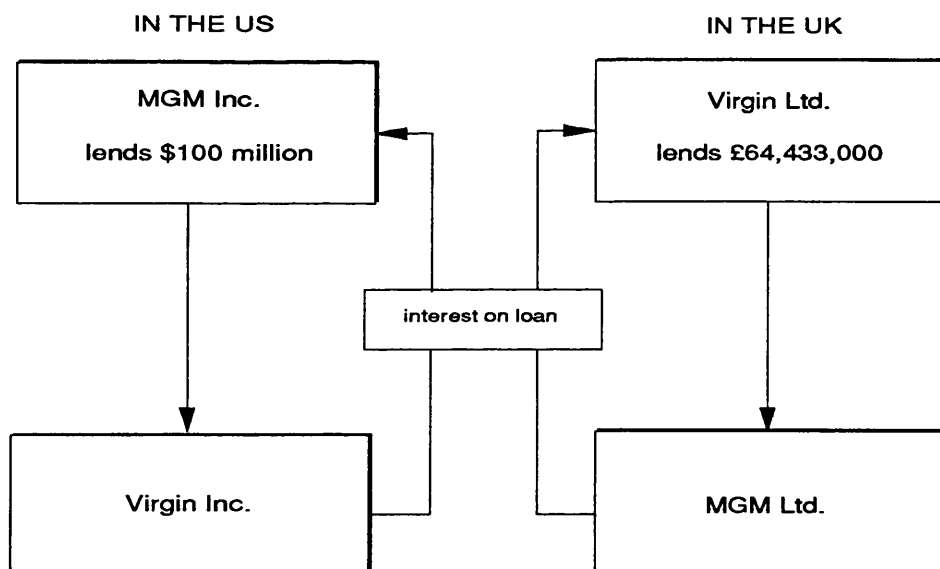 IN THE US
IN THE UK
MGM Inc.
lends $100 million
Virgin Ltd.
lends £64,433,000
interest on loan
Virgin Inc.
MGM Ltd.